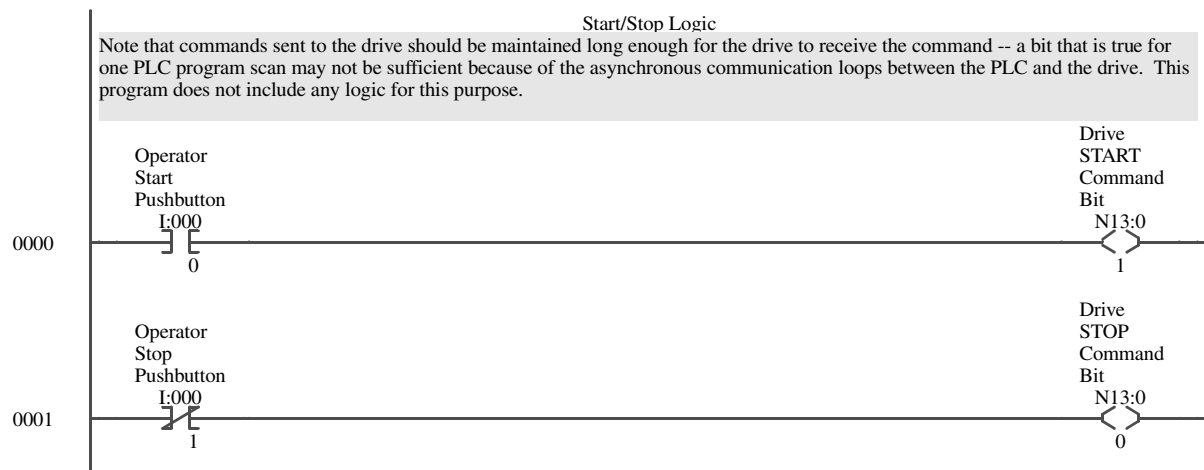 Start/Stop Logic
Note that commands sent to the drive should be maintained long enough for the drive to receive the command -- a bit that is true for
one PLC program scan may not be sufficient because of the asynchronous communication loops between the PLC and the drive. This
program does not include any logic for this purpose.
Operator
Start
Pushbutton
I:000
0
Drive
START
Command
Bit
N13:0
1
0000
Operator
Stop
Pushbutton
I:000
1
Drive
STOP
Command
Bit
N13:0
0
0001